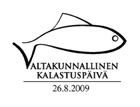 VALTAKUNNALLINEN
KALASTUSPÄIVÄ
26.8.2009